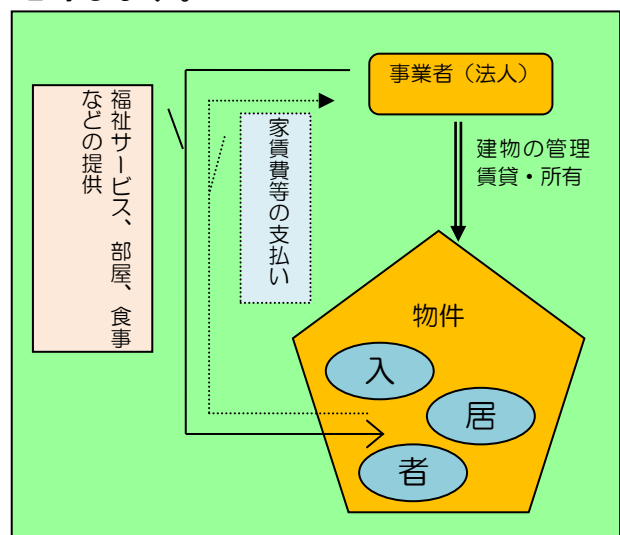 事業者（法人）
福祉サービス、部屋、食事
などの提供
家賃費等の支払い
建物の管理
賃貸・所有
物件
入
居
者